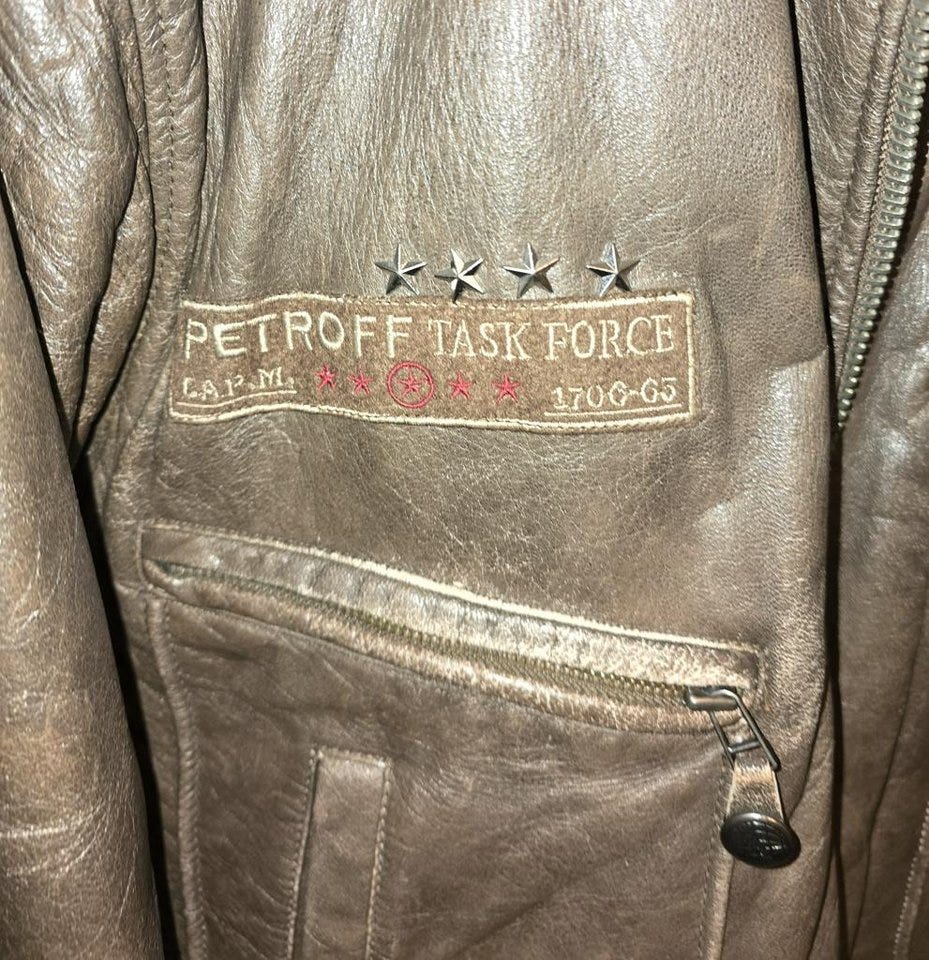 PETROFF TASK FORCE
C.A.P.M. 1706-65